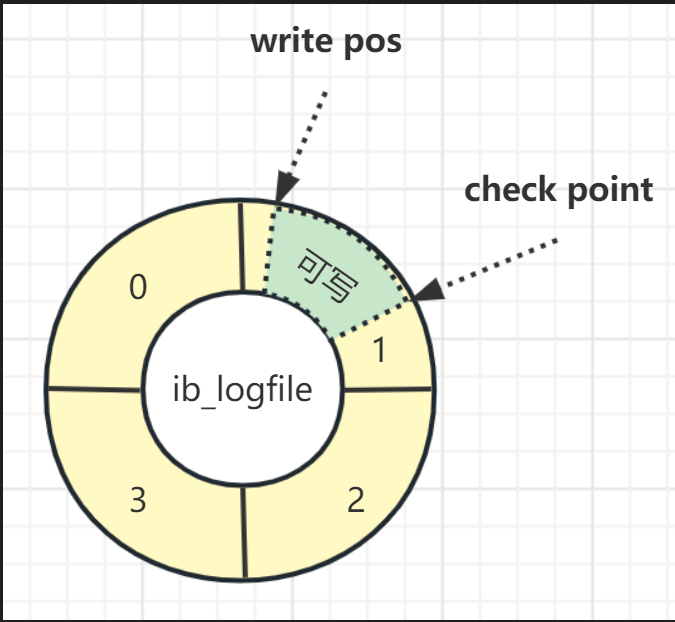 write pos
check point
可写
0
1
ib_logfile
3
2